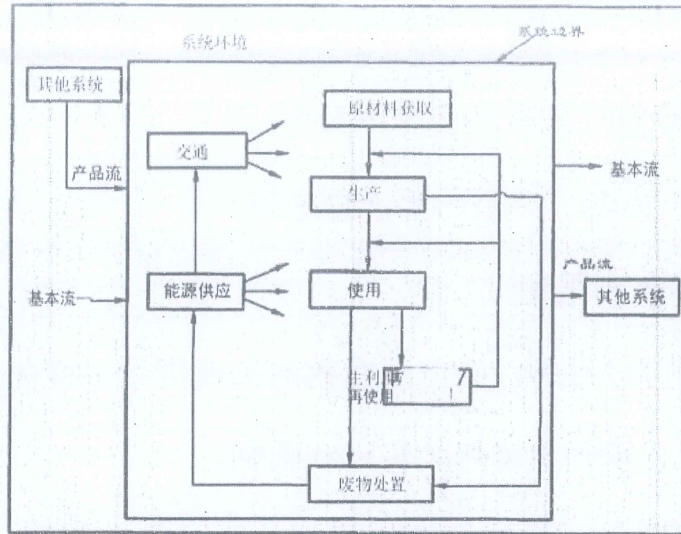 系统环境
系统边界
其他系统
原材料获取
交通
产品流
基本流
生产
产品流
基本流
能源供应
使用
其他系统
生利
再使用
废物处置